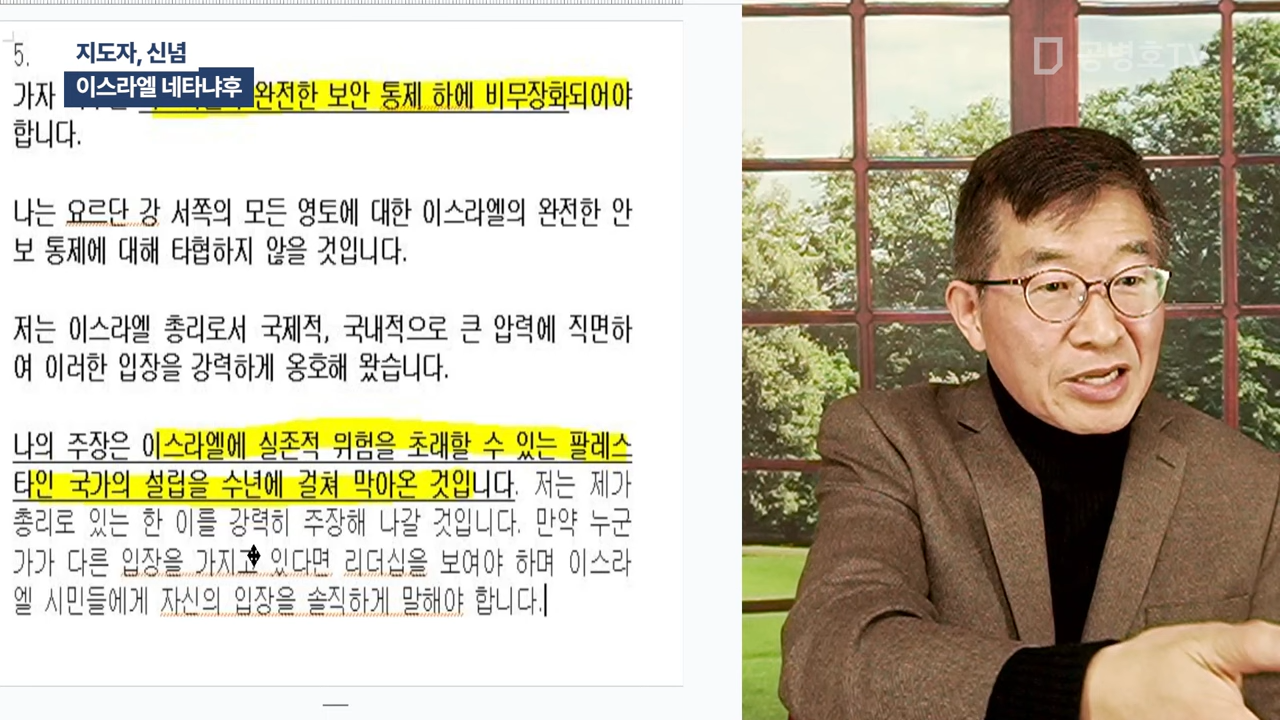 5.
지도자, 신념
이스라엘 네타냐후
가자 완전한 보안 통제 하에 비무장화되어야
합니다.
나는 요르단 강 서쪽의 모든 영토에 대한 이스라엘의 완전한 안
보 통제에 대해 타협하지 않을 것입니다.
저는 이스라엘 총리로서 국제적, 국내적으로 큰 압력에 직면하
여 이러한 입장을 강력하게 옹호해 왔습니다.
나의 주장은 이스라엘에 실존적 위험을 초래할 수 있는 팔레스
타인 국가의 설립을 수년에 걸쳐 막아온 것입니다. 저는 제가
총리로 있는 한 이를 강력히 주장해 나갈 것입니다. 만약 누군
가가 다른 입장을 가지고 있다면 리더십을 보여야 하며 이스라
엘 시민들에게 자신의 입장을 솔직하게 말해야 합니다.
공병호TV